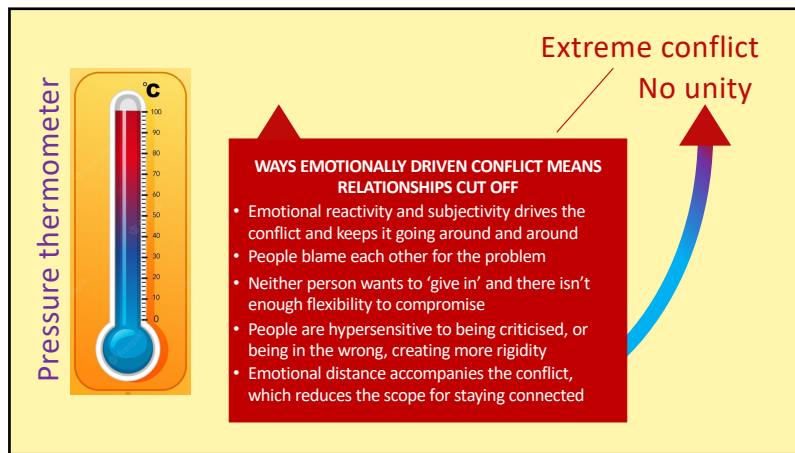 Extreme conflict
No unity
Pressure thermometer
°C
100
90
80
70
60
50
40
30
20
10
0
WAYS EMOTIONALLY DRIVEN CONFLICT MEANS
RELATIONSHIPS CUT OFF
• Emotional reactivity and subjectivity drives the
conflict and keeps it going around and around
• People blame each other for the problem
• Neither person wants to ‘give in’ and there isn’t
enough flexibility to compromise
• People are hypersensitive to being criticised, or
being in the wrong, creating more rigidity
• Emotional distance accompanies the conflict,
which reduces the scope for staying connected